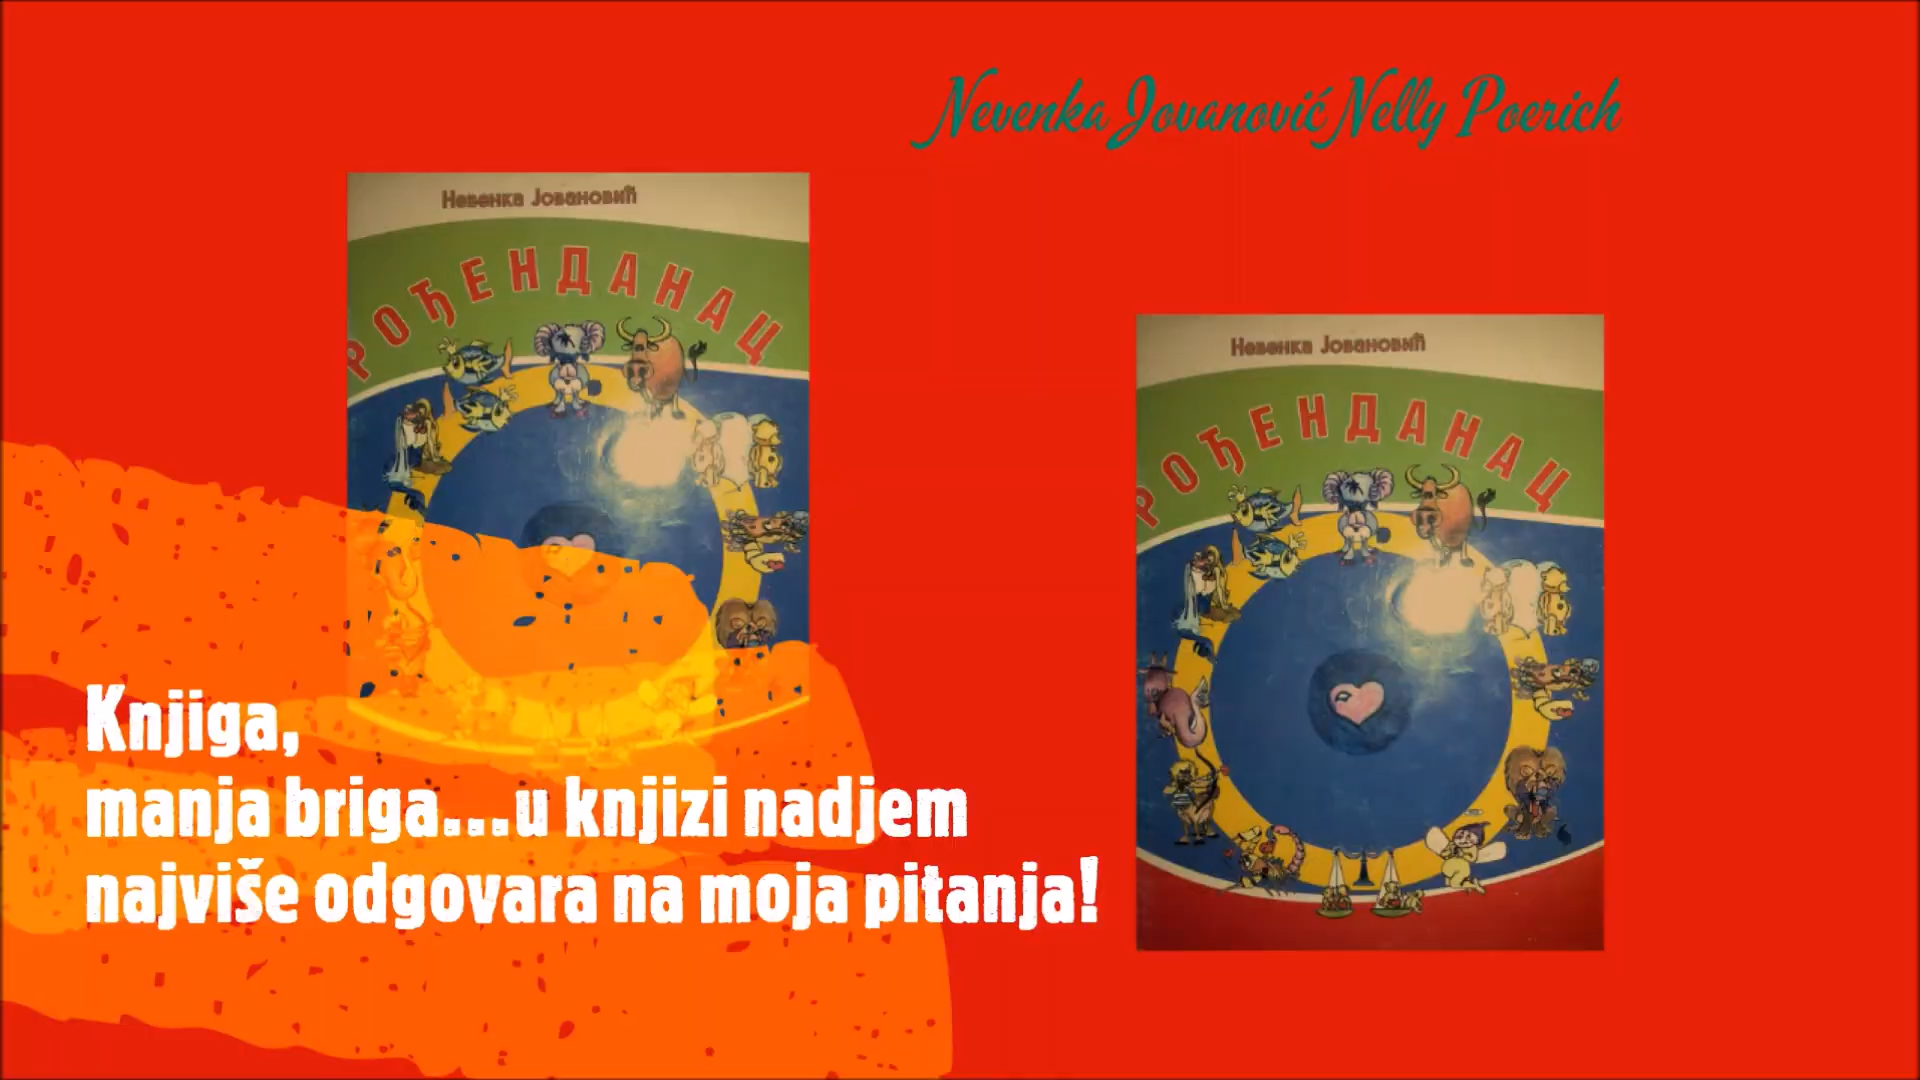 Nevenka Jovanović Nelly Poerich
Невенка Јовановић
РОЂЕНДАНАЦ
Невенка Јовановић
РОЂЕНДАНАЦ
Knjiga,
manja briga...u knjizi nadjem
najviše odgovara na moja pitanja!